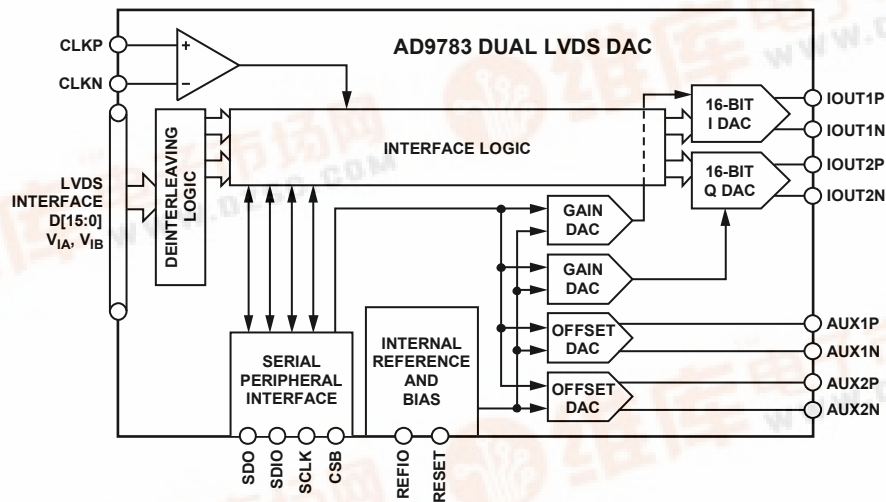 AD9783 DUAL LVDS DAC
CLKP
CLKN
LVDS
INTERFACE
D[15:0]
VIA, VIB
DEINTERLEAVING
LOGIC
INTERFACE LOGIC
16-BIT
I DAC
16-BIT
Q DAC
IOUT1P
IOUT1N
IOUT2P
IOUT2N
GAIN
DAC
GAIN
DAC
OFFSET
DAC
OFFSET
DAC
AUX1P
AUX1N
AUX2P
AUX2N
SERIAL
PERIPHERAL
INTERFACE
INTERNAL
REFERENCE
AND
BIAS
SDO
SDIO
SCLK
CSB
REFIO
RESET